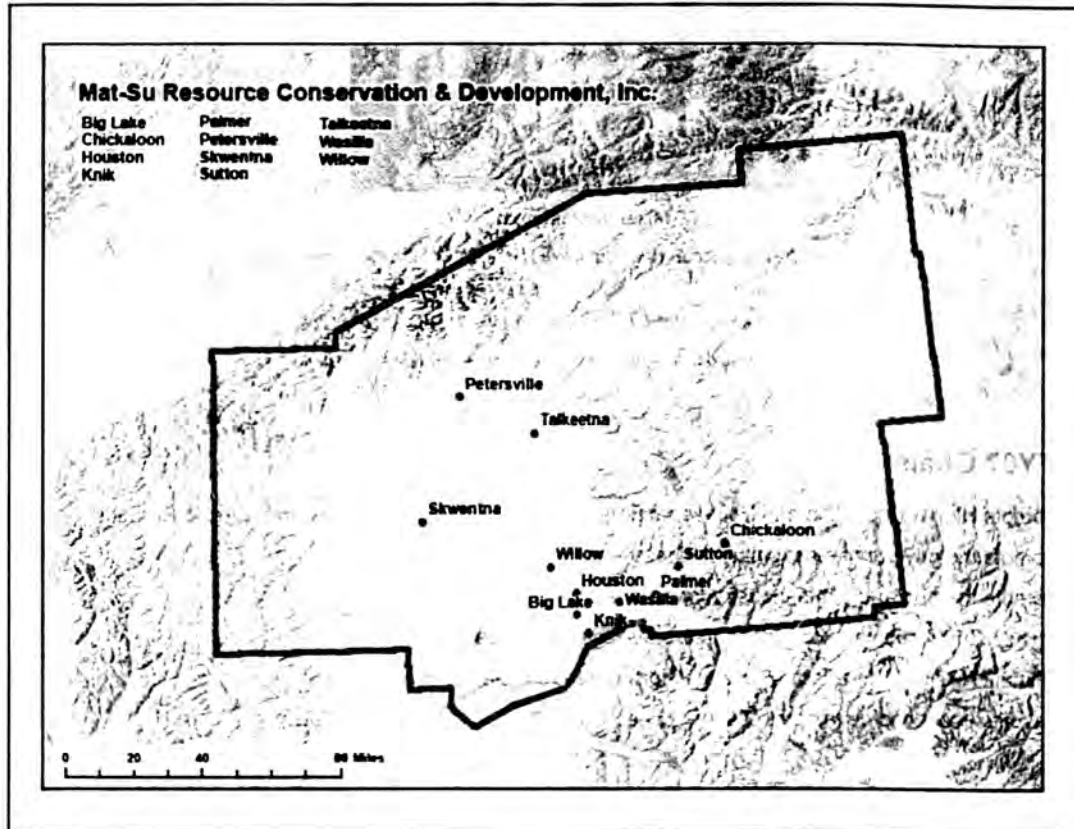 Mat-Su Resource Conservation & Development, Inc.
Big Lake Palmer Talkeetna
Chickaloon Petersville Wasilla
Houston Skwentna Willow
Knik Sutton
Petersville
Talkeetna
Skwentna
Chickaloon
Willow
Sutton
Houston
Palmer
Big Lake
Wasilla
Knik
0 20 40 80 Miles